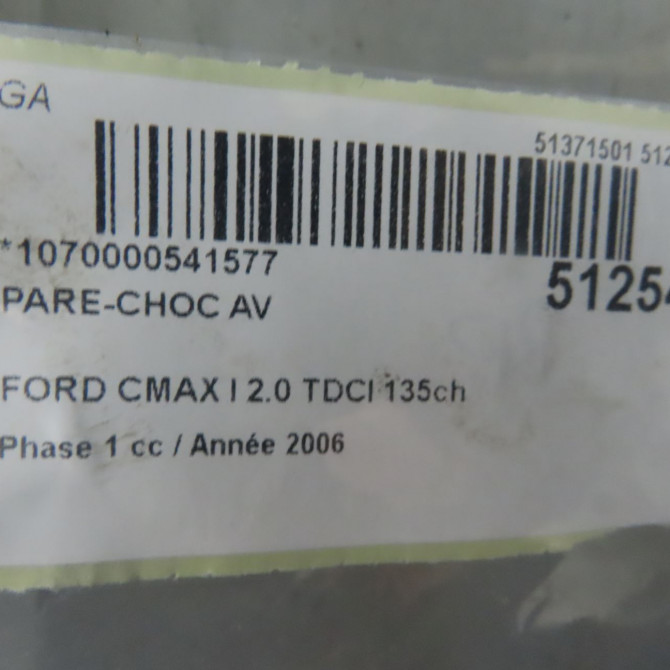 GA
51371501 512
*1070000541577
5125
PARE-CHOC AV
FORD CMAX I 2.0 TDCI 135ch
Phase 1 cc / Année 2006